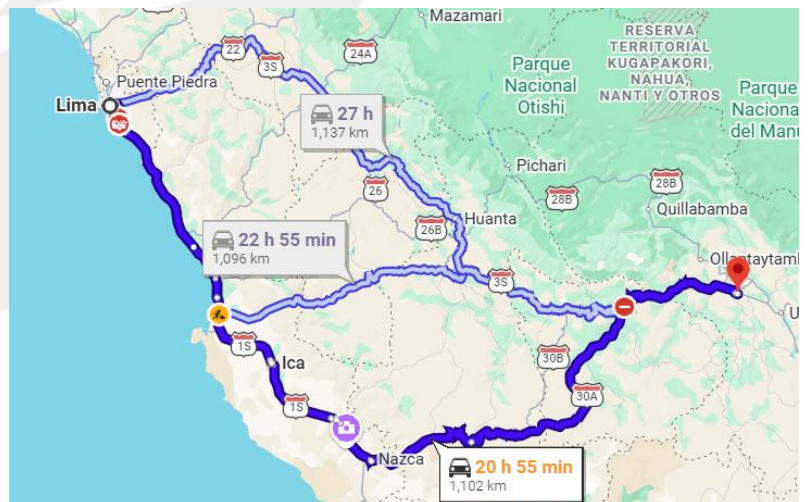 Mazamari
RESERVA
TERRITORIAL
KUGAPAKORI,
NAHUA,
NANTI Y OTROS
22
24A
3S
Parque
Nacional
Otishi
Puente Piedra
Parque
Naciona
del Manu
Lima
27 h
1,137 km
Pichari
26
28B
28B
Quillabamba
Huanta
26B
22 h 55 min
1,096 km
Ollantaytamb
3S
1S
Ica
30B
30A
1S
Nazca
20 h 55 min
1,102 km
U